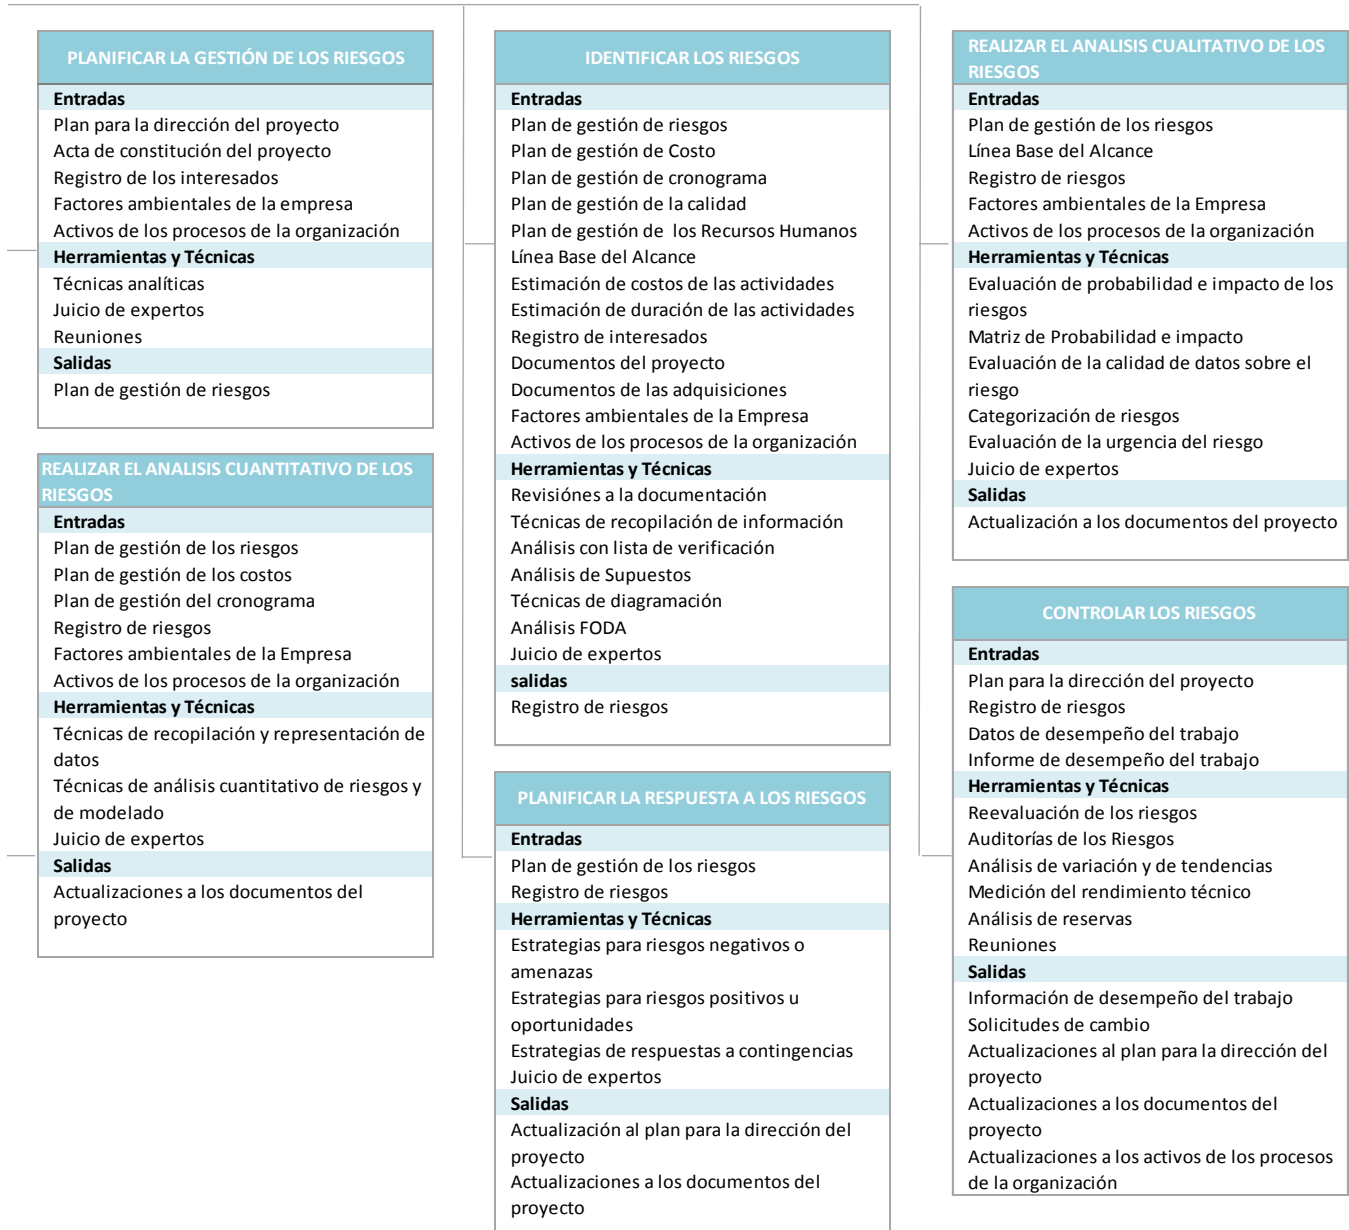 PLANIFICAR LA GESTIÓN DE LOS RIESGOS
Entradas
Plan para la dirección del proyecto
Acta de constitución del proyecto
Registro de los interesados
Factores ambientales de la empresa
Activos de los procesos de la organización
Herramientas y Técnicas
Técnicas analíticas
Juicio de expertos
Reuniones
Salidas
Plan de gestión de riesgos
REALIZAR EL ANALISIS CUANTITATIVO DE LOS
RIESGOS
Entradas
Plan de gestión de los riesgos
Plan de gestión de los costos
Plan de gestión del cronograma
Registro de riesgos
Factores ambientales de la Empresa
Activos de los procesos de la organización
Herramientas y Técnicas
Técnicas de recopilación y representación de
datos
Técnicas de análisis cuantitativo de riesgos y
de modelado
Juicio de expertos
Salidas
Actualizaciones a los documentos del
proyecto
IDENTIFICAR LOS RIESGOS
Entradas
Plan de gestión de riesgos
Plan de gestión de Costo
Plan de gestión de cronograma
Plan de gestión de la calidad
Plan de gestión de los Recursos Humanos
Línea Base del Alcance
Estimación de costos de las actividades
Estimación de duración de las actividades
Registro de interesados
Documentos del proyecto
Documentos de las adquisiciones
Factores ambientales de la Empresa
Activos de los procesos de la organización
Herramientas y Técnicas
Revisiónes a la documentación
Técnicas de recopilación de información
Análisis con lista de verificación
Análisis de Supuestos
Técnicas de diagramación
Análisis FODA
Juicio de expertos
salidas
Registro de riesgos
PLANIFICAR LA RESPUESTA A LOS RIESGOS
Entradas
Plan de gestión de los riesgos
Registro de riesgos
Herramientas y Técnicas
Estrategias para riesgos negativos o
amenazas
Estrategias para riesgos positivos u
oportunidades
Estrategias de respuestas a contingencias
Juicio de expertos
Salidas
Actualización al plan para la dirección del
proyecto
Actualizaciones a los documentos del
proyecto
REALIZAR EL ANALISIS CUALITATIVO DE LOS
RIESGOS
Entradas
Plan de gestión de los riesgos
Línea Base del Alcance
Registro de riesgos
Factores ambientales de la Empresa
Activos de los procesos de la organización
Herramientas y Técnicas
Evaluación de probabilidad e impacto de los
riesgos
Matriz de Probabilidad e impacto
Evaluación de la calidad de datos sobre el
riesgo
Categorización de riesgos
Evaluación de la urgencia del riesgo
Juicio de expertos
Salidas
Actualización a los documentos del proyecto
CONTROLAR LOS RIESGOS
Entradas
Plan para la dirección del proyecto
Registro de riesgos
Datos de desempeño del trabajo
Informe de desempeño del trabajo
Herramientas y Técnicas
Reevaluación de los riesgos
Auditorías de los Riesgos
Análisis de variación y de tendencias
Medición del rendimiento técnico
Análisis de reservas
Reuniones
Salidas
Información de desempeño del trabajo
Solicitudes de cambio
Actualizaciones al plan para la dirección del
proyecto
Actualizaciones a los documentos del
proyecto
Actualizaciones a los activos de los procesos
de la organización